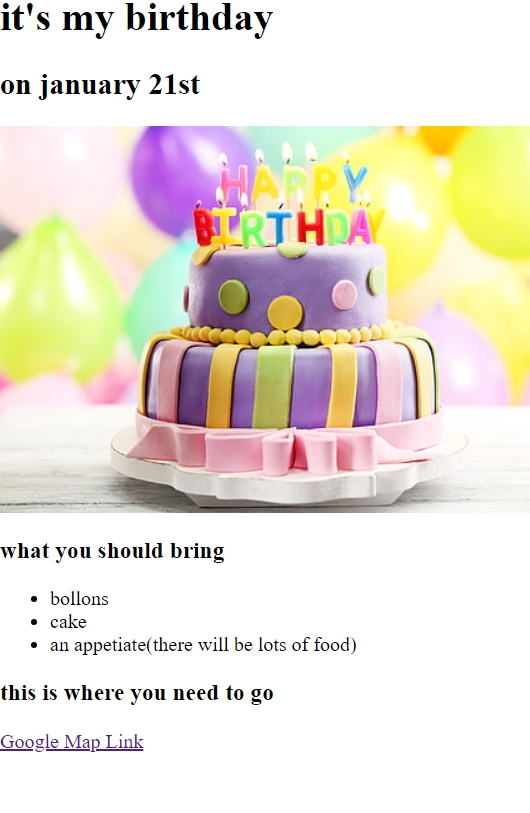 it's my birthday
on january 21st
HAPPY
BIRTHDAY
what you should bring
bollons
cake
an appetiate(there will be lots of food)
this is where you need to go
Google Map Link